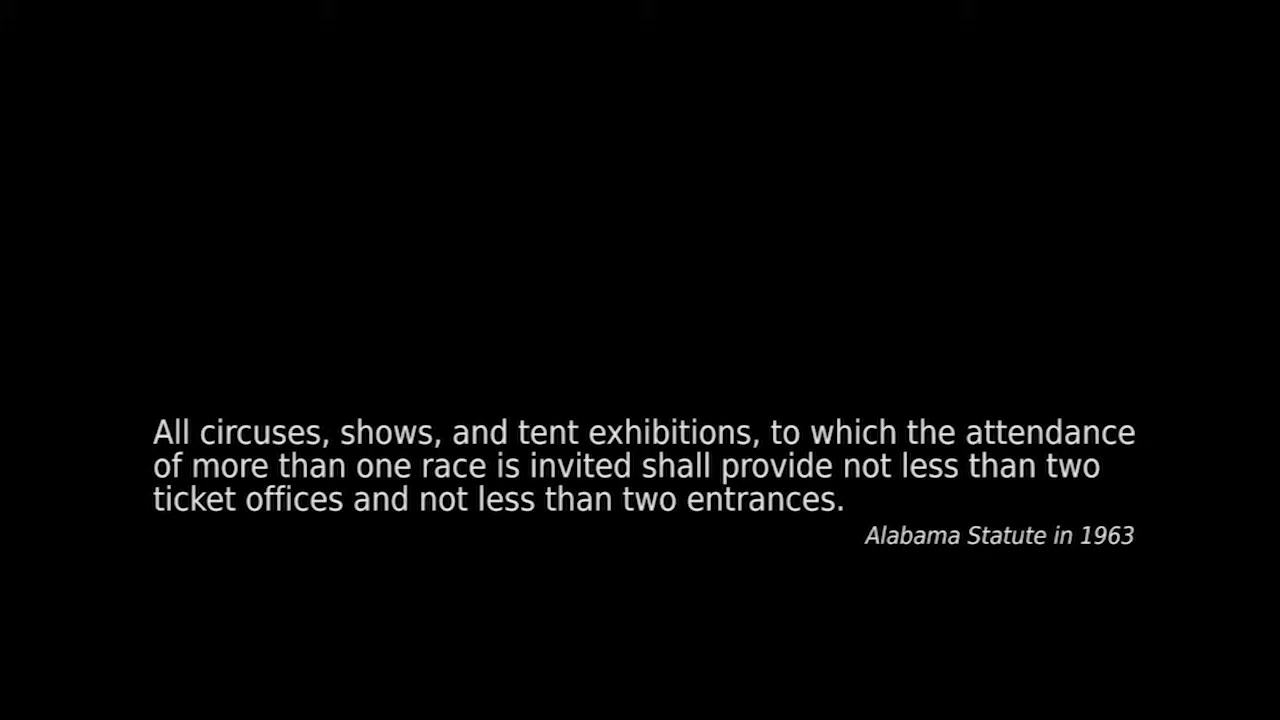 All circuses, shows, and tent exhibitions, to which the attendance
of more than one race is invited shall provide not less than two
ticket offices and not less than two entrances.
Alabama Statute in 1963